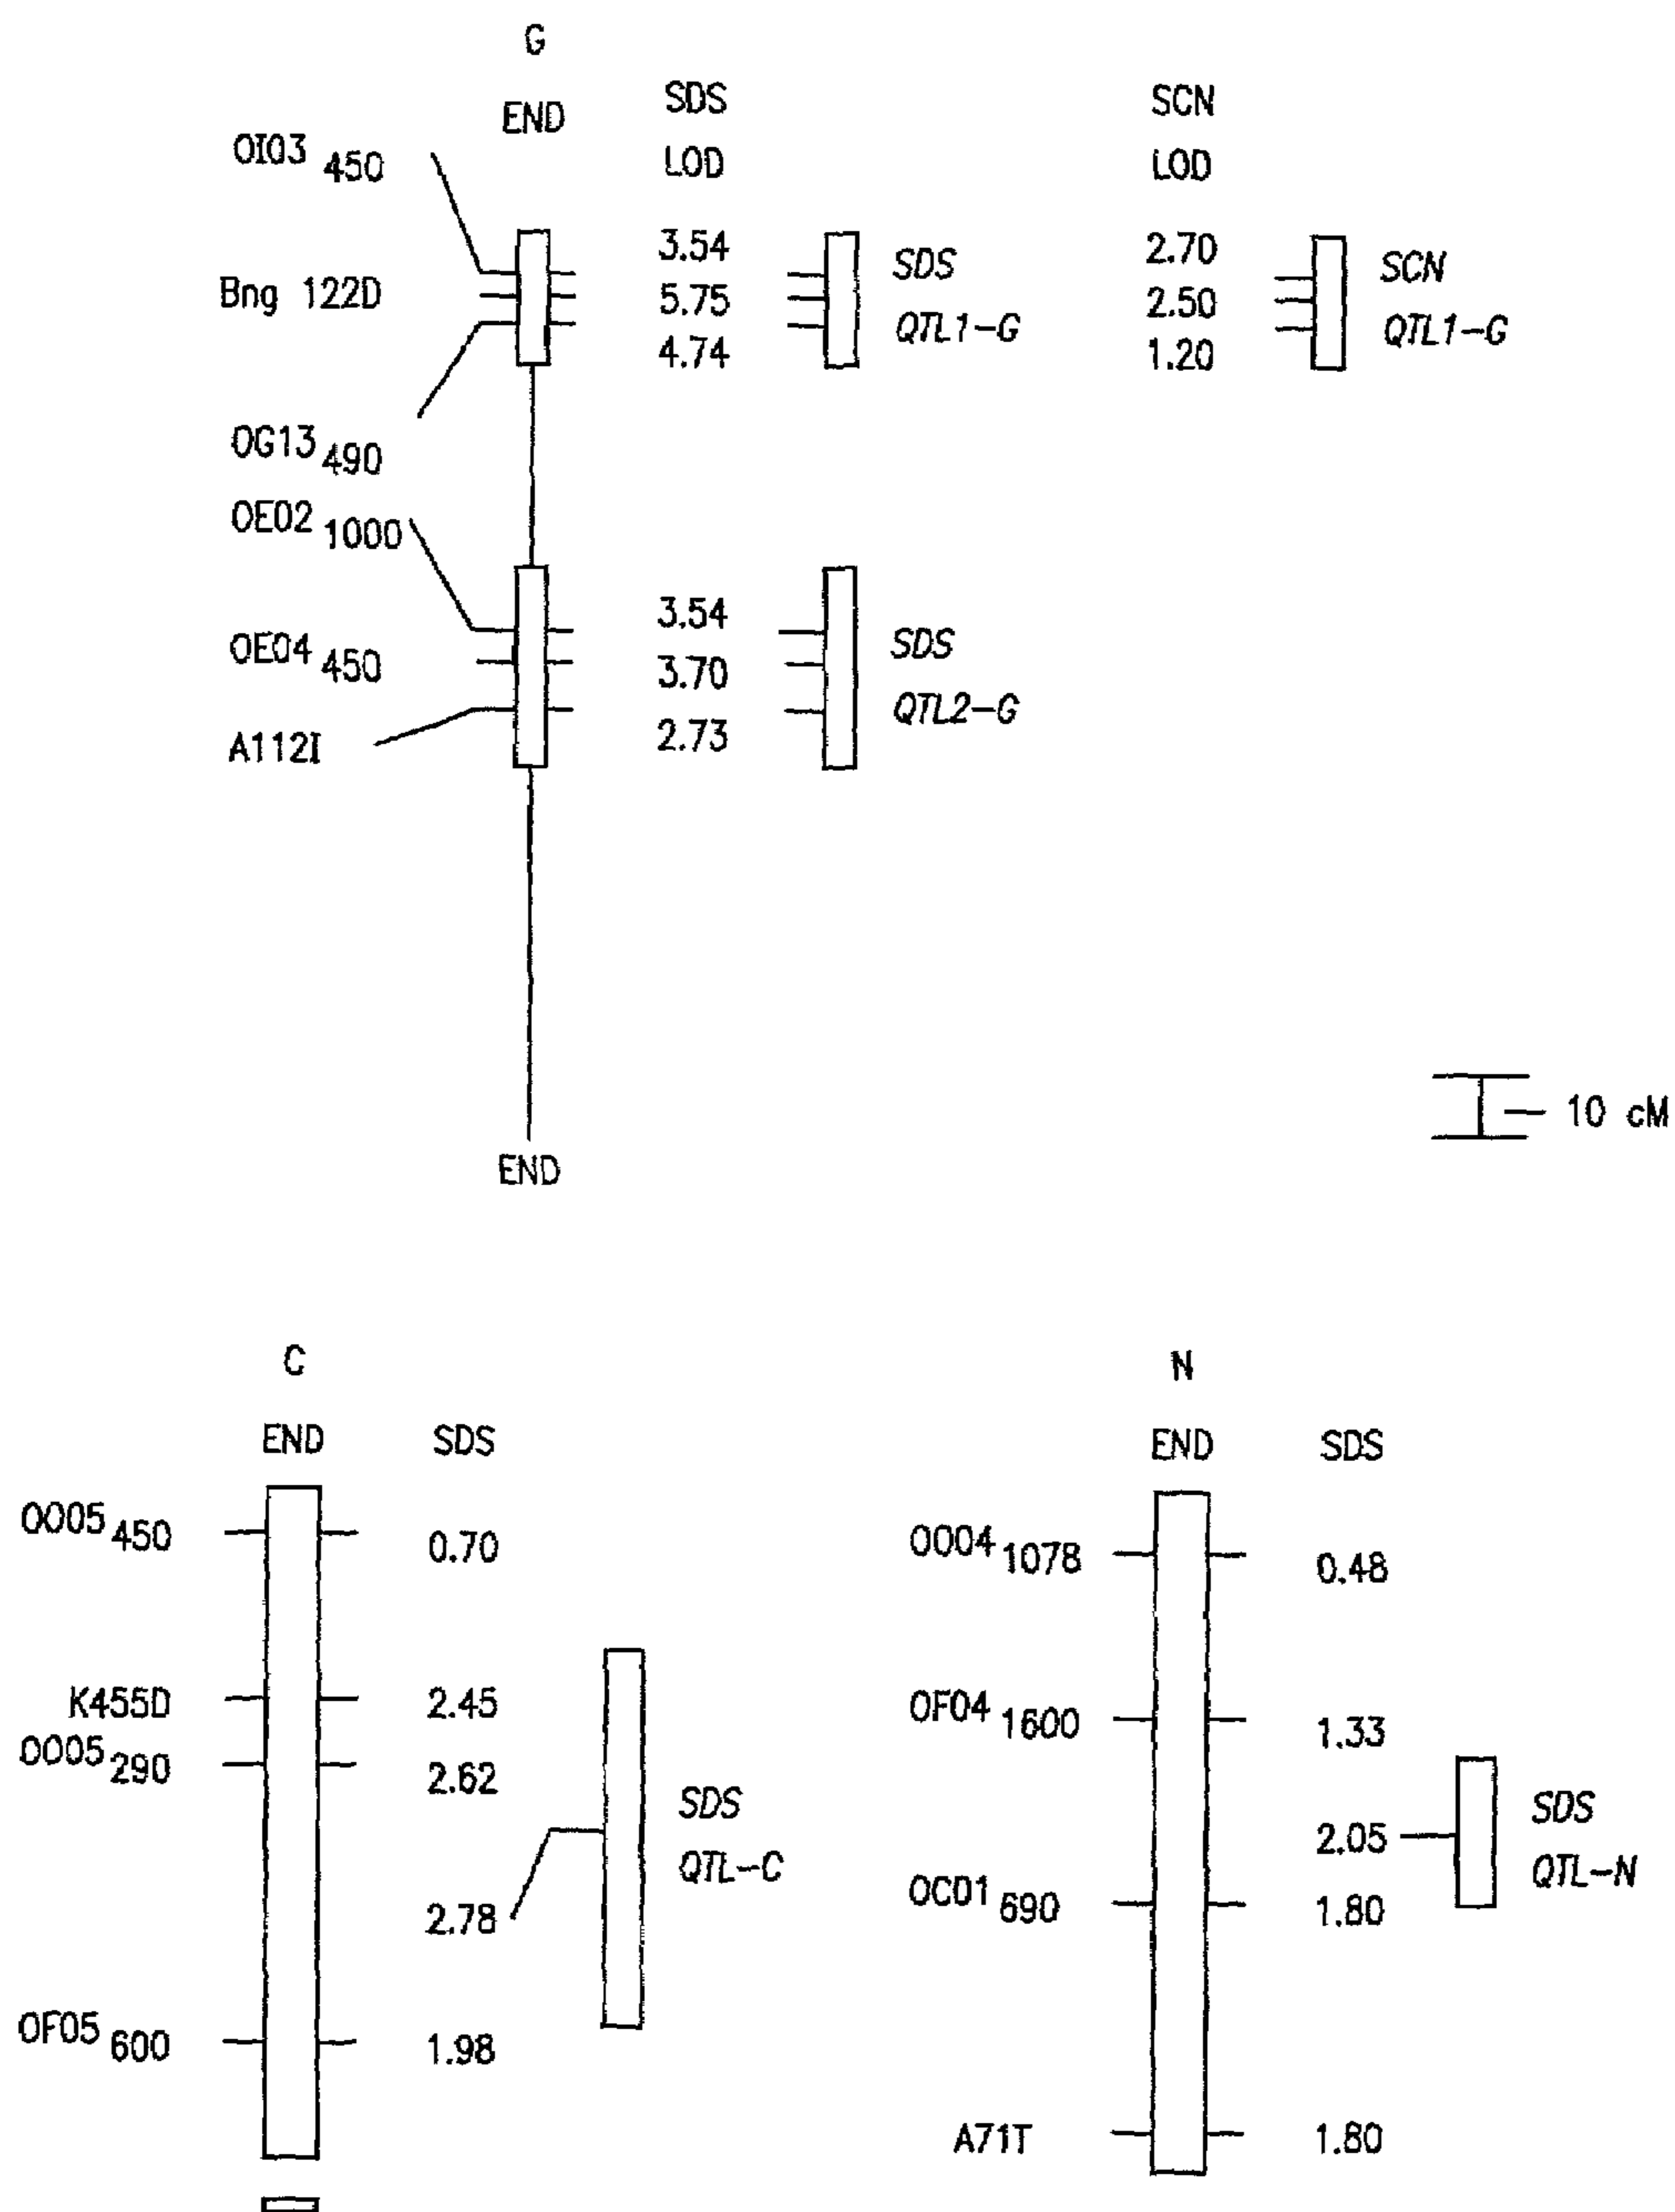 G
END
SDS
LOD
SCN
LOD
OI03 450
Bng 122D
OG13 490
3.54
5.75
4.74
SDS
QTL1-G
2.70
2.50
1.20
SCN
QTL1-G
OE02 1000
OE04 450
A112I
3.54
3.70
2.73
SDS
QTL2-G
END
10 cM
C
END
SDS
OO05 450
0.70
K455D
2.45
OO05 290
2.62
2.78
SDS
QTL-C
OF05 600
1.98
N
END
SDS
OO04 1078
0.48
OF04 1600
1.33
2.05
SDS
QTL-N
OC01 690
1.80
A71T
1.80